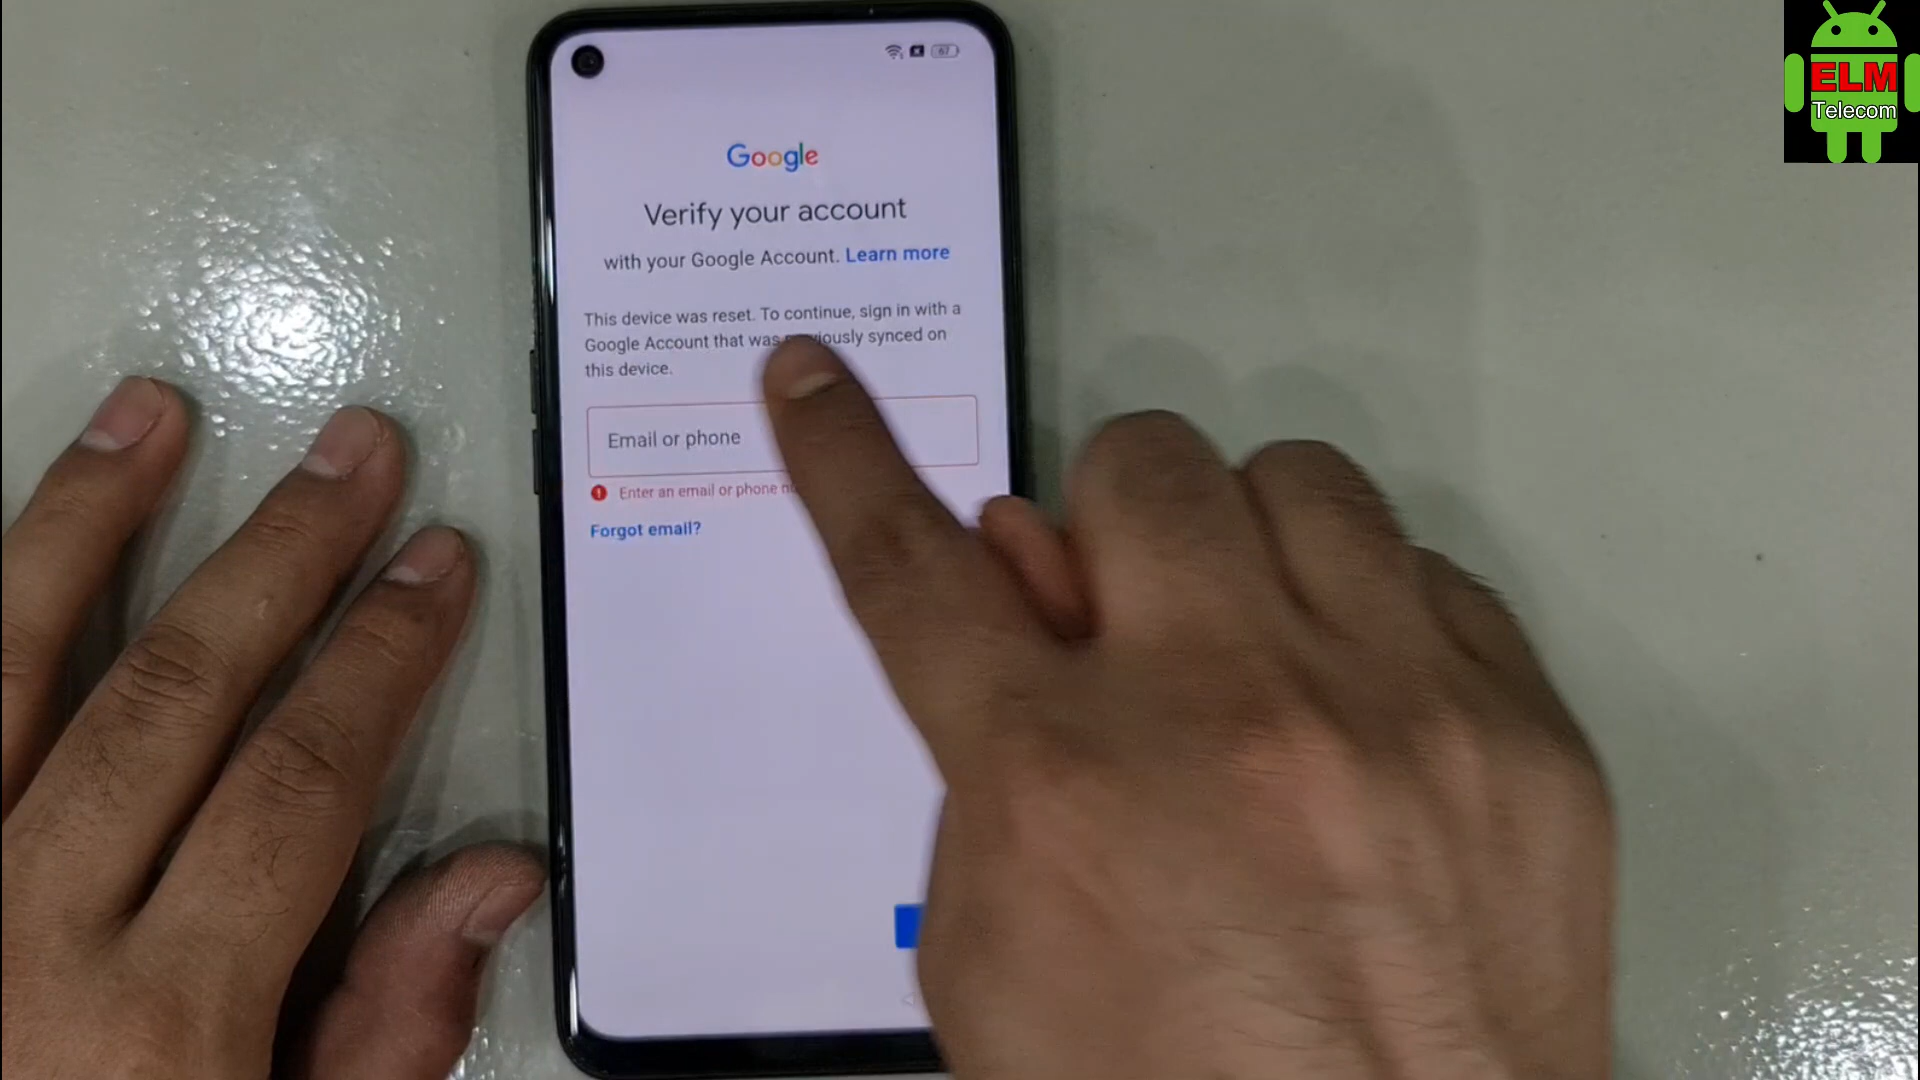 ELM
Telecom
67
Google
Verify your account
with your Google Account. Learn more
This device was reset. To continue, sign in with a
Google Account that was synced on
this device.
Email or phone
Enter an email or phone
Forgot email?